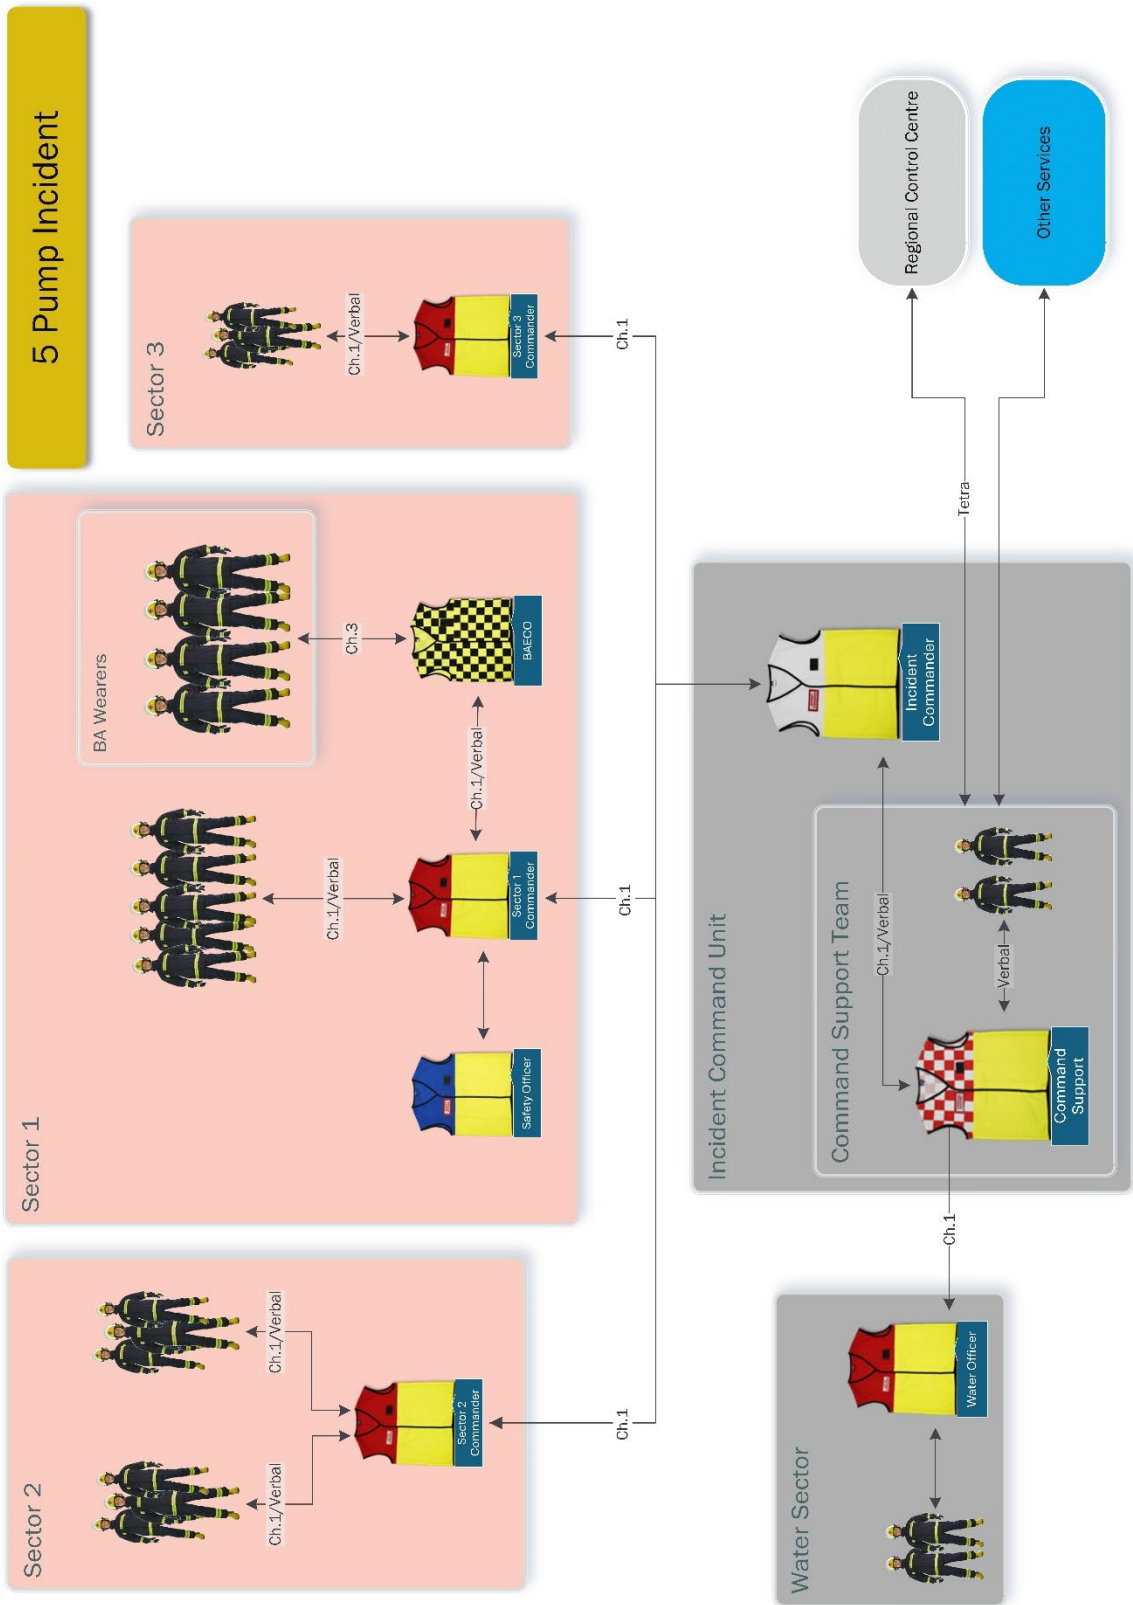 5 Pump Incident
Sector 2
Ch.1/Verbal
Ch.1/Verbal
Sector 2
Commander
Ch.1
Sector 1
BA Wearers
Ch.1/Verbal
Ch.3
Safety Officer
Sector 1
Commander
Ch.1/Verbal
BAECO
Ch.1
Sector 3
Ch.1/Verbal
Sector 3
Commander
Ch.1
Incident Command Unit
Incident
Commander
Ch.1/Verbal
Command Support Team
Verbal
Command
Support
Ch.1
Water Sector
Water Officer
Tetra
Regional Control Centre
Other Services